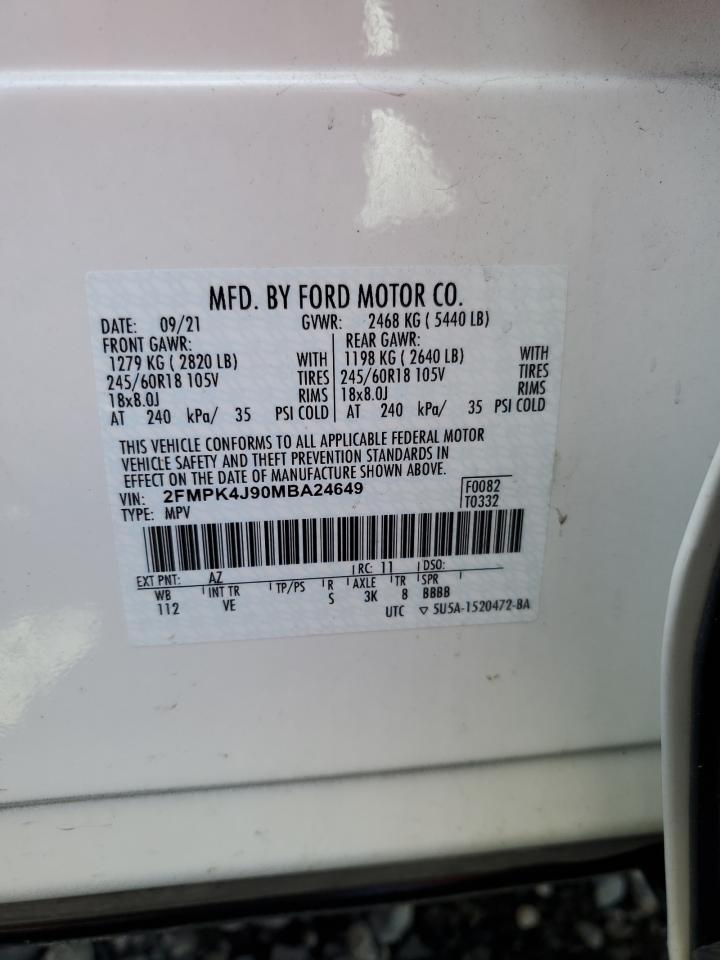 MFD. BY FORD MOTOR CO.
DATE: 09/21 GVWR: 2468 KG ( 5440 LB)
FRONT GAWR: REAR GAWR:
1279 KG ( 2820 LB) WITH 1198 KG ( 2640 LB) WITH
245/60R18 105V TIRES 245/60R18 105V TIRES
18x8.0J RIMS 18x8.0J RIMS
AT 240 kPa/ 35 PSI COLD AT 240 kPa/ 35 PSI COLD
THIS VEHICLE CONFORMS TO ALL APPLICABLE FEDERAL MOTOR
VEHICLE SAFETY AND THEFT PREVENTION STANDARDS IN
EFFECT ON THE DATE OF MANUFACTURE SHOWN ABOVE.
VIN: 2FMPK4J90MBA24649 F0082
TYPE: MPV T0332
EXT PNT: AZ RC: 11 DSO:
WB INT TR TP/PS R AXLE TR SPR
112 VE S 3K 8 BBBB
UTC ▽ 5U5A-1520472-BA